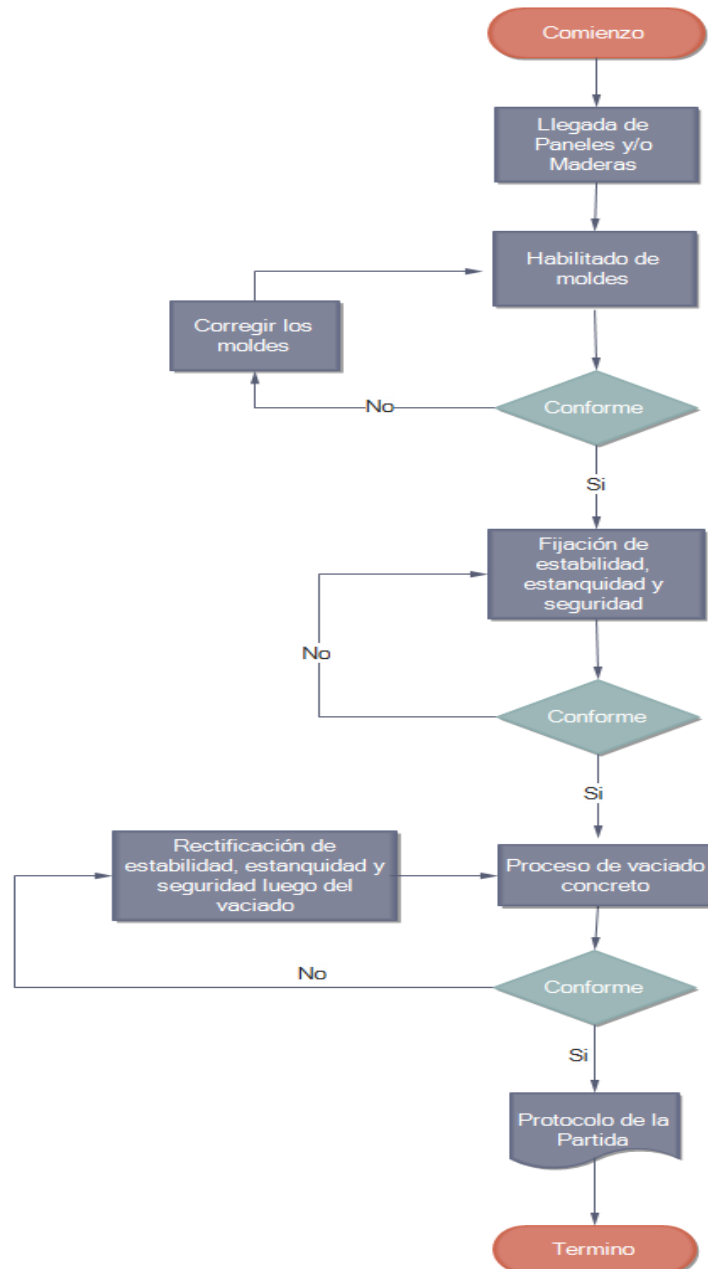 Comienzo
Llegada de
Paneles y/o
Maderas
Habilitado de
moldes
Corregir los
moldes
Conforme
No
Si
Fijación de
estabilidad,
estanquidad y
seguridad
No
Conforme
Si
Rectificación de
estabilidad, estanquidad y
seguridad luego del
vaciado
Proceso de vaciado
concreto
No
Conforme
Si
Protocolo de la
Partida
Termino